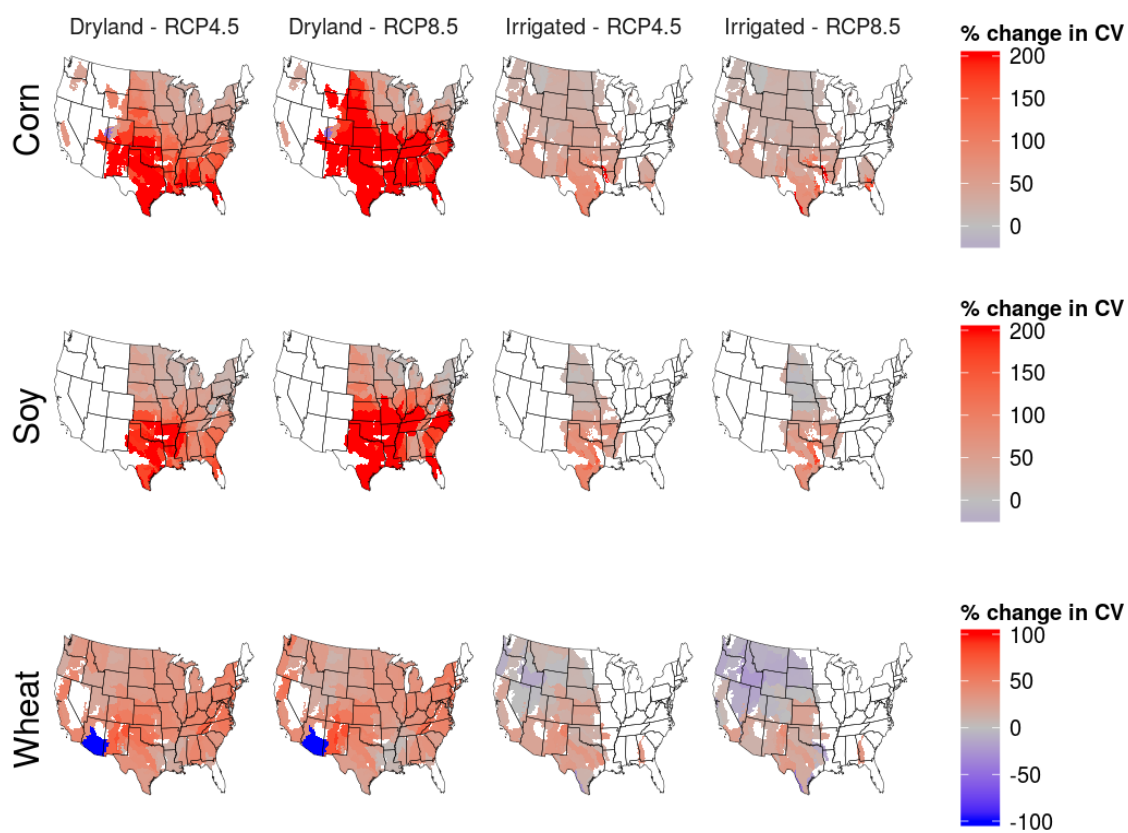 Dryland - RCP4.5
Dryland - RCP8.5
Irrigated - RCP4.5
Irrigated - RCP8.5
% change in CV
Corn
200
150
100
50
0
% change in CV
Soy
200
150
100
50
0
% change in CV
Wheat
100
50
0
-50
-100